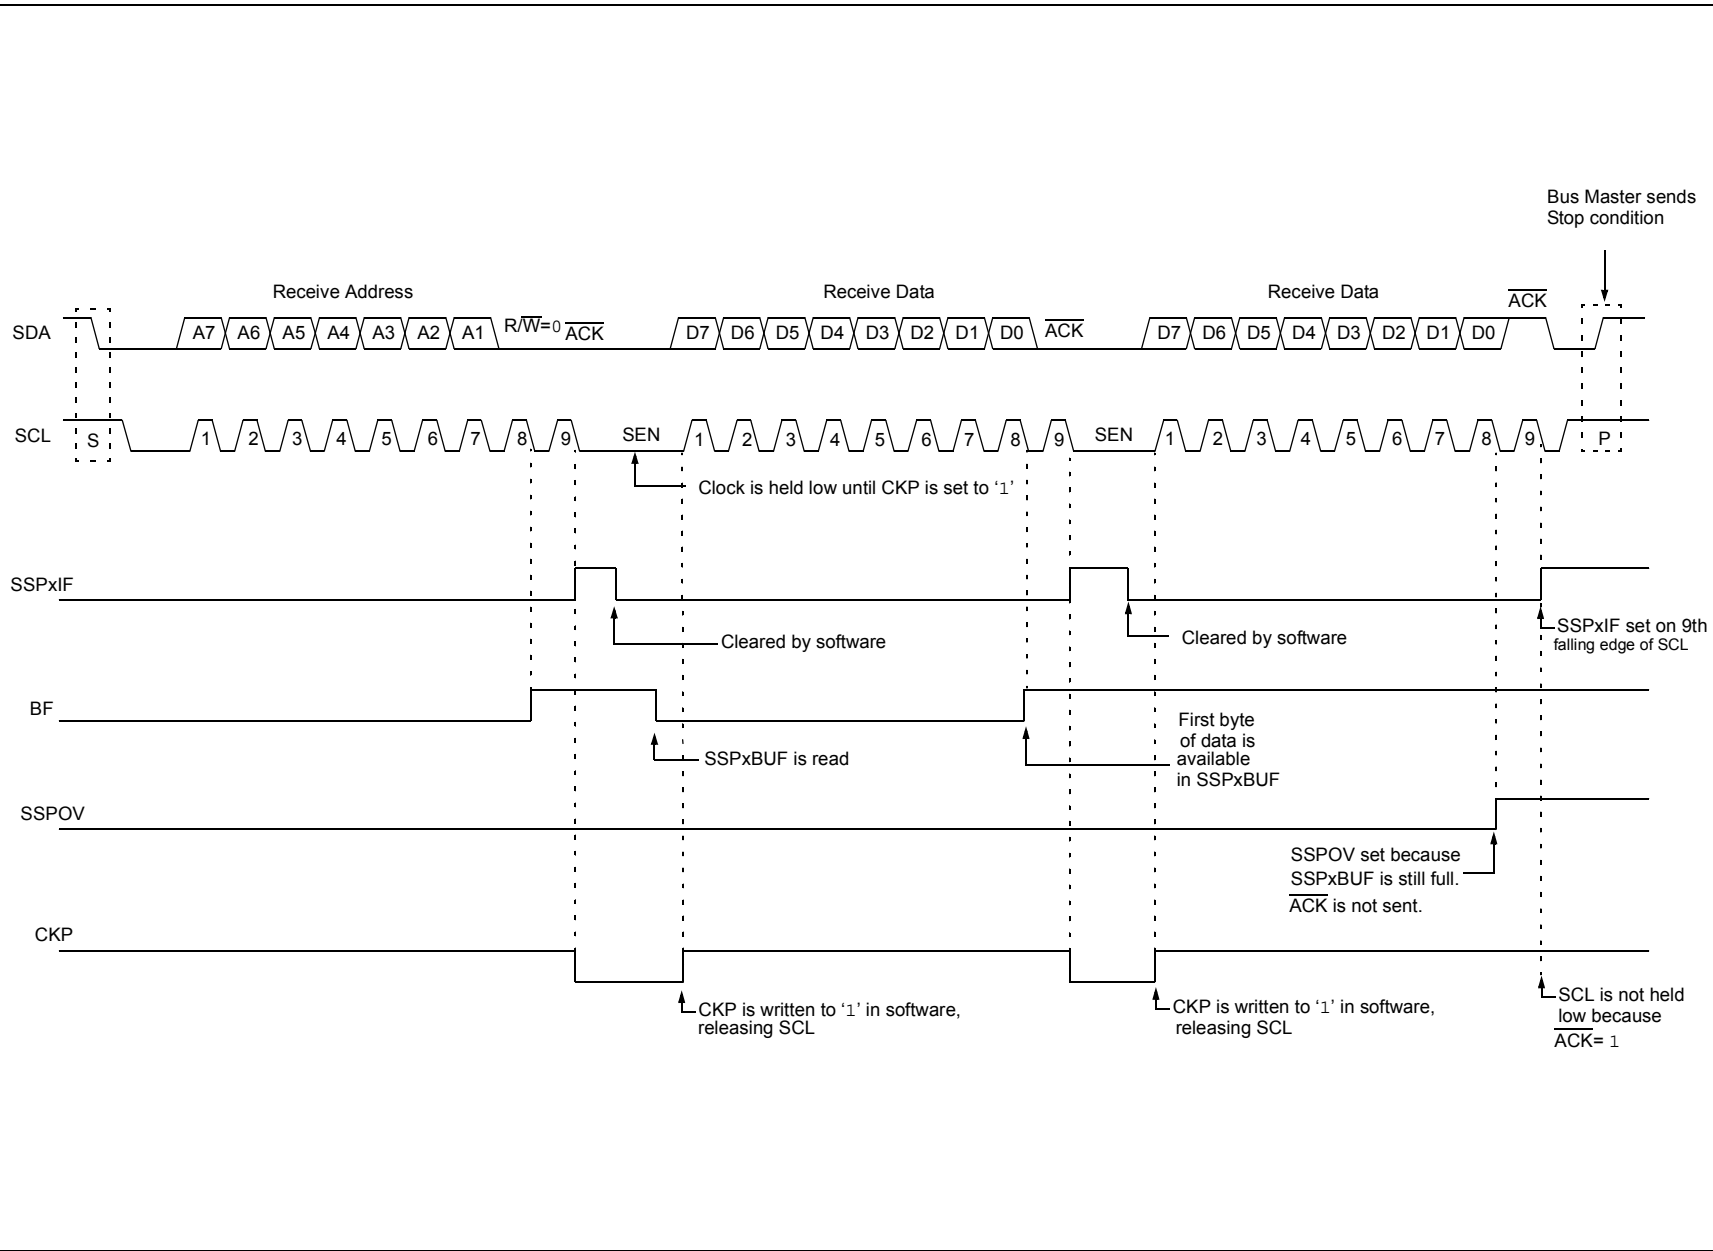 Bus Master sends
Stop condition
Receive Address
Receive Data
Receive Data
ACK
SDA
A7 A6 A5 A4 A3 A2 A1 R/W=0 ACK
D7 D6 D5 D4 D3 D2 D1 D0 ACK
D7 D6 D5 D4 D3 D2 D1 D0
SCL
S
1 2 3 4 5 6 7 8 9 SEN
1 2 3 4 5 6 7 8 9 SEN
1 2 3 4 5 6 7 8 9
P
Clock is held low until CKP is set to ‘1’
SSPxIF
Cleared by software
Cleared by software
SSPxIF set on 9th
falling edge of SCL
BF
SSPxBUF is read
First byte
of data is
available
in SSPxBUF
SSPOV
SSPOV set because
SSPxBUF is still full.
ACK is not sent.
CKP
CKP is written to ‘1’ in software,
releasing SCL
CKP is written to ‘1’ in software,
releasing SCL
SCL is not held
low because
ACK= 1